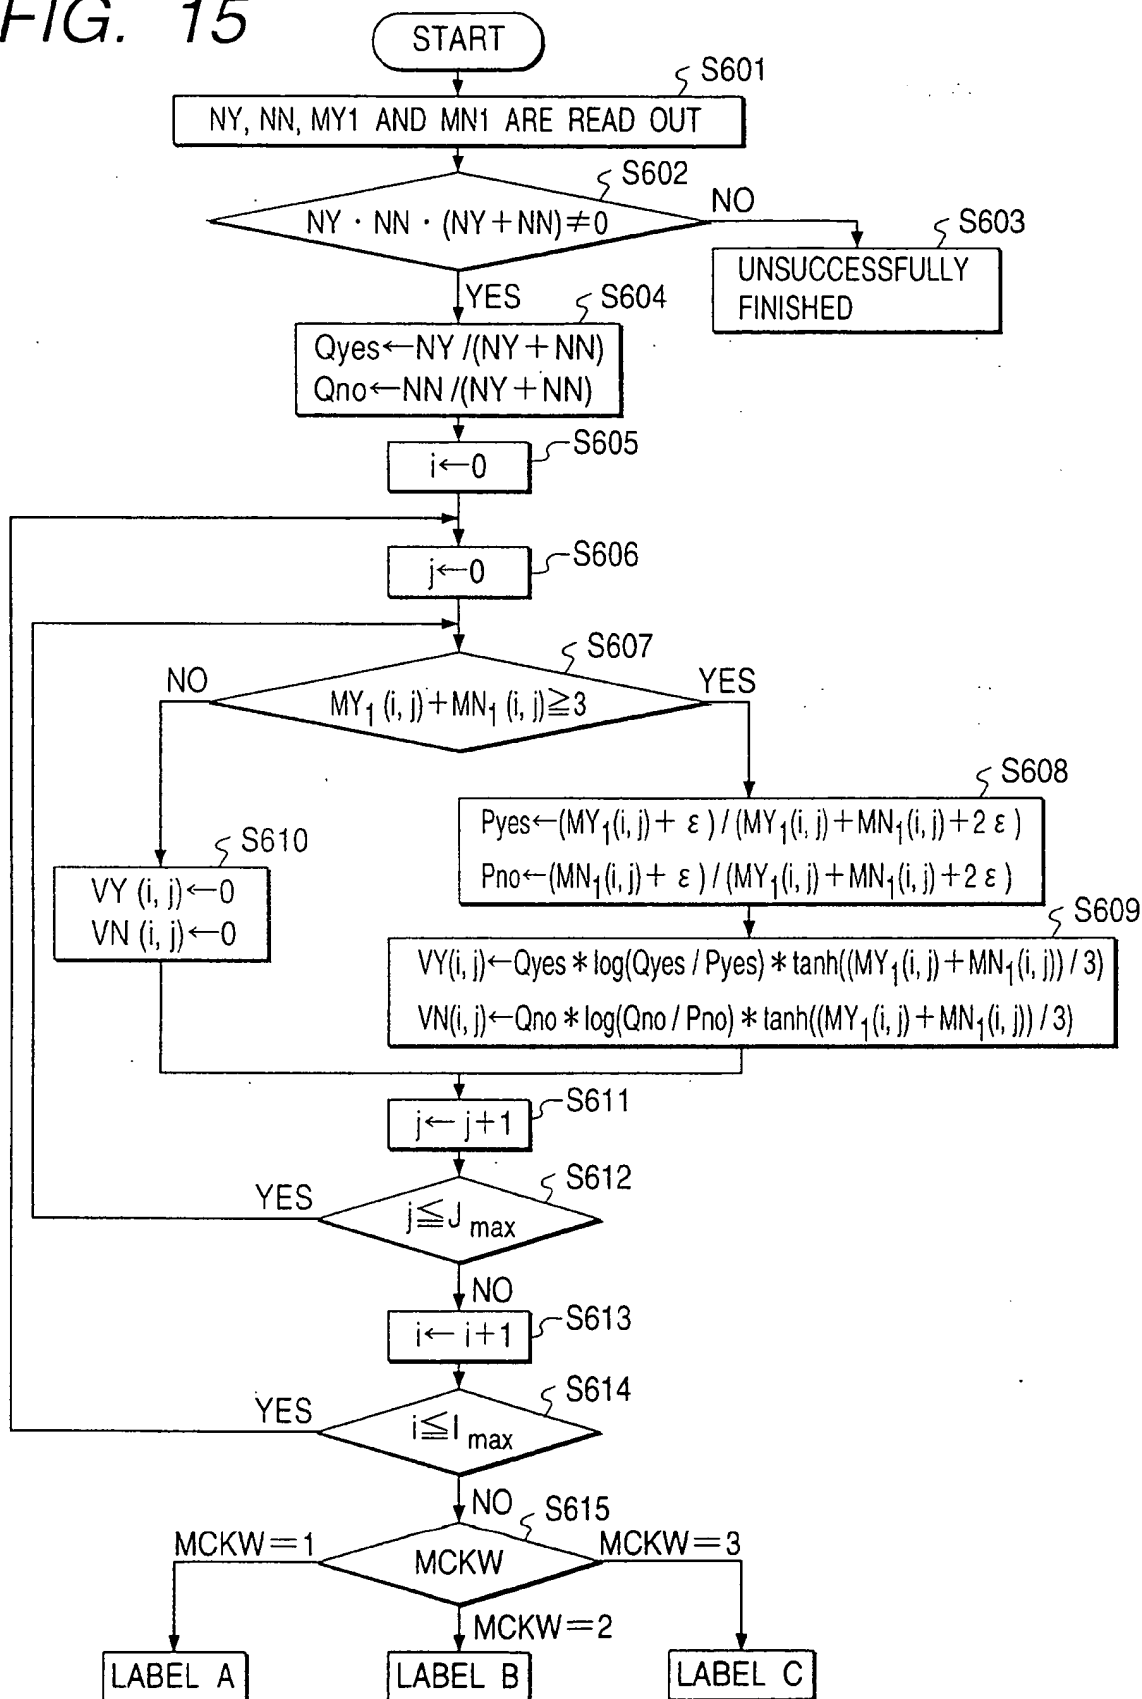 FIG. 15
START
S601
NY, NN, MY1 AND MN1 ARE READ OUT
S602
NY · NN · (NY+NN)≠0
NO
S603
UNSUCCESSFULLY
FINISHED
YES
S604
Qyes←NY/(NY+NN)
Qno←NN/(NY+NN)
S605
i←0
S606
j←0
S607
NO
YES
MY₁(i, j)+MN₁(i, j)≧3
S608
Pyes←(MY₁(i, j)+ ε)/(MY₁(i, j)+MN₁(i, j)+2 ε)
Pno←(MN₁(i, j)+ ε)/(MY₁(i, j)+MN₁(i, j)+2 ε)
S610
VY (i, j)←0
VN (i, j)←0
S609
VY(i, j)←Qyes*log(Qyes/Pyes)*tanh((MY₁(i, j)+MN₁(i, j))/3)
VN(i, j)←Qno*log(Qno/Pno)*tanh((MY₁(i, j)+MN₁(i, j))/3)
S611
j←j+1
S612
YES
j≦J max
NO
S613
i←i+1
S614
YES
i≦I max
NO
S615
MCKW=1
MCKW
MCKW=3
MCKW=2
LABEL A
LABEL B
LABEL C